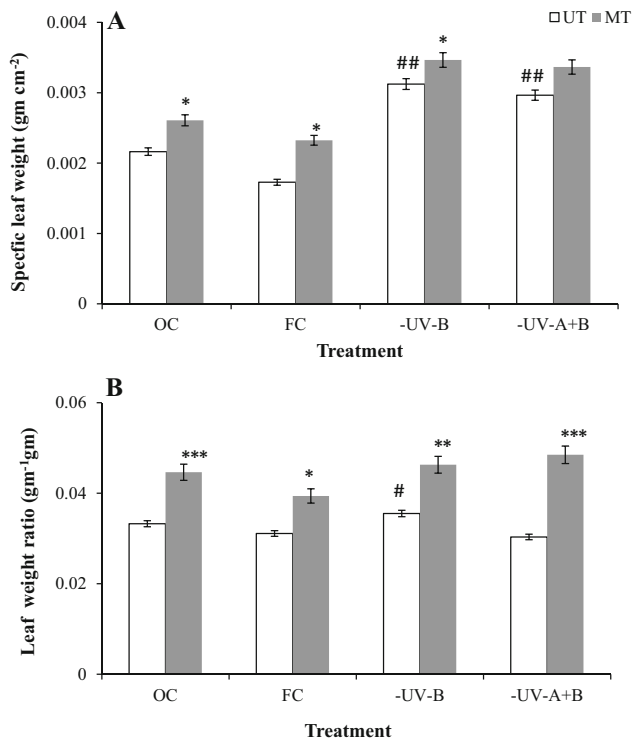 A
UT MT
0.004
0.003
0.002
0.001
0
Specfic leaf weight (gm cm-2)
*
*
##
*
##
OC FC -UV-B -UV-A+B
Treatment
B
0.06
0.04
0.02
0
Leaf weight ratio (gm-1gm)
***
*
#
**
***
OC FC -UV-B -UV-A+B
Treatment